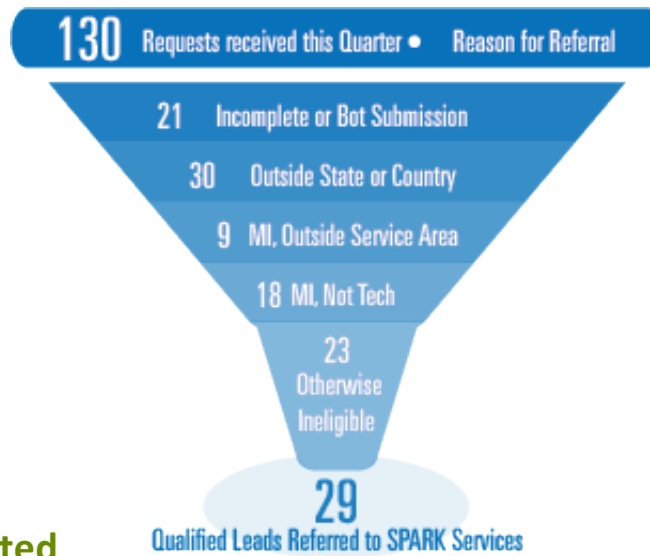 130 Requests received this Quarter • Reason for Referral
21 Incomplete or Bot Submission
30 Outside State or Country
9 MI, Outside Service Area
18 MI, Not Tech
23
Otherwise
Ineligible
29
ted
Qualified Leads Referred to SPARK Services